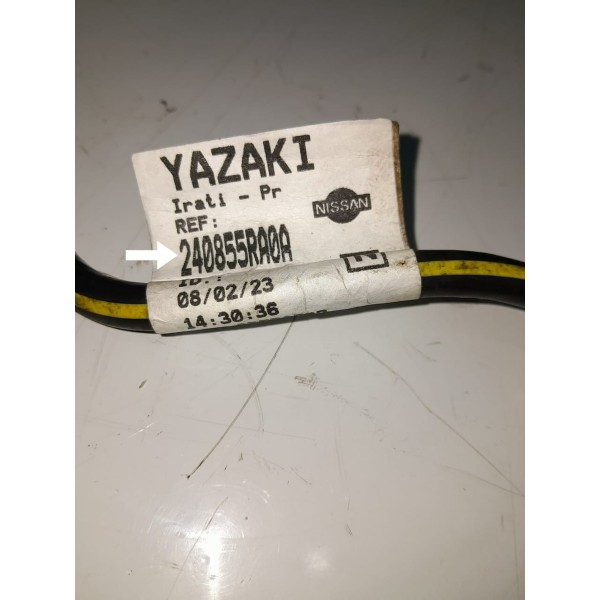 YAZAKI
Irati - Pr
NISSAN
REF:
240855RA0A
ID.:
08/02/23
14:30:36